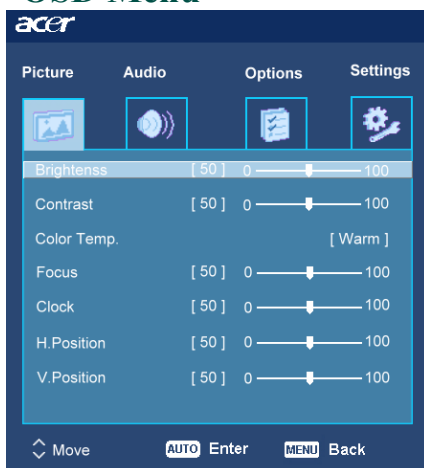 OSD Menu
acer
Picture Audio Options Settings
Brightenss [ 50 ] 0 100
Contrast [ 50 ] 0 100
Color Temp. [ Warm ]
Focus [ 50 ] 0 100
Clock [ 50 ] 0 100
H.Position [ 50 ] 0 100
V.Position [ 50 ] 0 100
Move AUTO Enter MENU Back